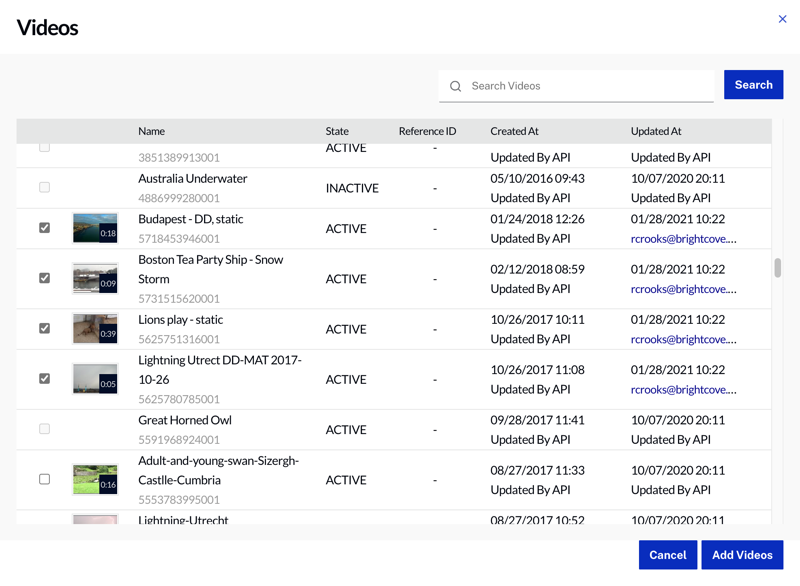 Videos
Search Videos
Search
Name State Reference ID Created At Updated At
ACTIVE -
3851389913001 Updated By API Updated By API
Australia Underwater 05/10/2016 09:43 10/07/2020 20:11
INACTIVE -
4886999280001 Updated By API Updated By API
Budapest - DD, static 01/24/2018 12:26 01/28/2021 10:22
0:18 ACTIVE -
5718453946001 Updated By API rcrooks@brightcove....
Boston Tea Party Ship - Snow 02/12/2018 08:59 01/28/2021 10:22
Storm ACTIVE -
0:09 Updated By API rcrooks@brightcove....
5731515620001
Lions play - static 10/26/2017 10:11 01/28/2021 10:22
0:39 ACTIVE -
5625751316001 Updated By API rcrooks@brightcove....
Lightning Utrect DD-MAT 2017- 10/26/2017 11:08 01/28/2021 10:22
10-26 ACTIVE -
0:05 Updated By API rcrooks@brightcove....
5625780785001
Great Horned Owl 09/28/2017 11:41 10/07/2020 20:11
ACTIVE -
5591968924001 Updated By API Updated By API
Adult-and-young-swan-Sizergh- 08/27/2017 11:33 10/07/2020 20:11
Castlle-Cumbria ACTIVE -
0:16 Updated By API Updated By API
5553783995001
Lightning-Utrecht 08/27/2017 10:52 10/07/2020 20:11
Cancel Add Videos